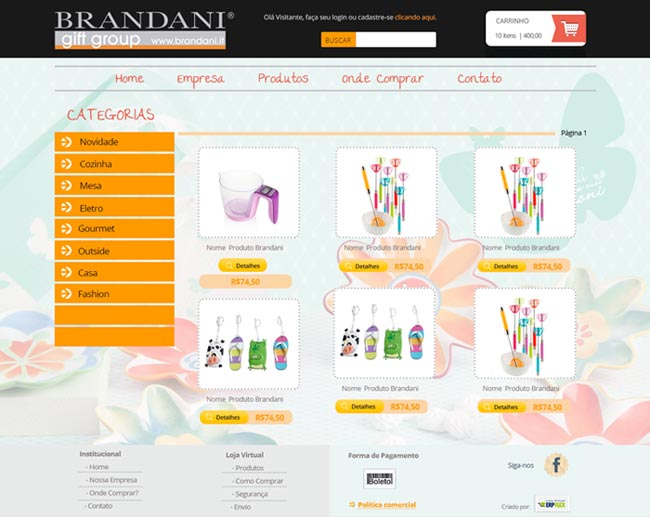 BRANDANI®
gift group www.brandani.it
Olá Visitante, faça seu login ou cadastre-se clicando aqui.
BUSCAR
CARRINHO
10 itens | 400,00
Home Empresa Produtos Onde Comprar Contato
CATEGORIAS
Página 1
Novidade
Cozinha
Mesa
Eletro
Gourmet
Outside
Casa
Fashion
Nome Produto Brandani
Detalhes
R$74,50
Nome Produto Brandani
Detalhes R$74,50
Nome Produto Brandani
Detalhes R$74,50
Nome Produto Brandani
Detalhes R$74,50
Nome Produto Brandani
Detalhes R$74,50
Nome Produto Brandani
Detalhes R$74,50
Institucional
- Home
- Nossa Empresa
- Onde Comprar?
- Contato
Loja Virtual
- Produtos
- Como Comprar
- Segurança
- Envio
Forma de Pagamento
Boleto
Política comercial
Siga-nos
f
Criado por: